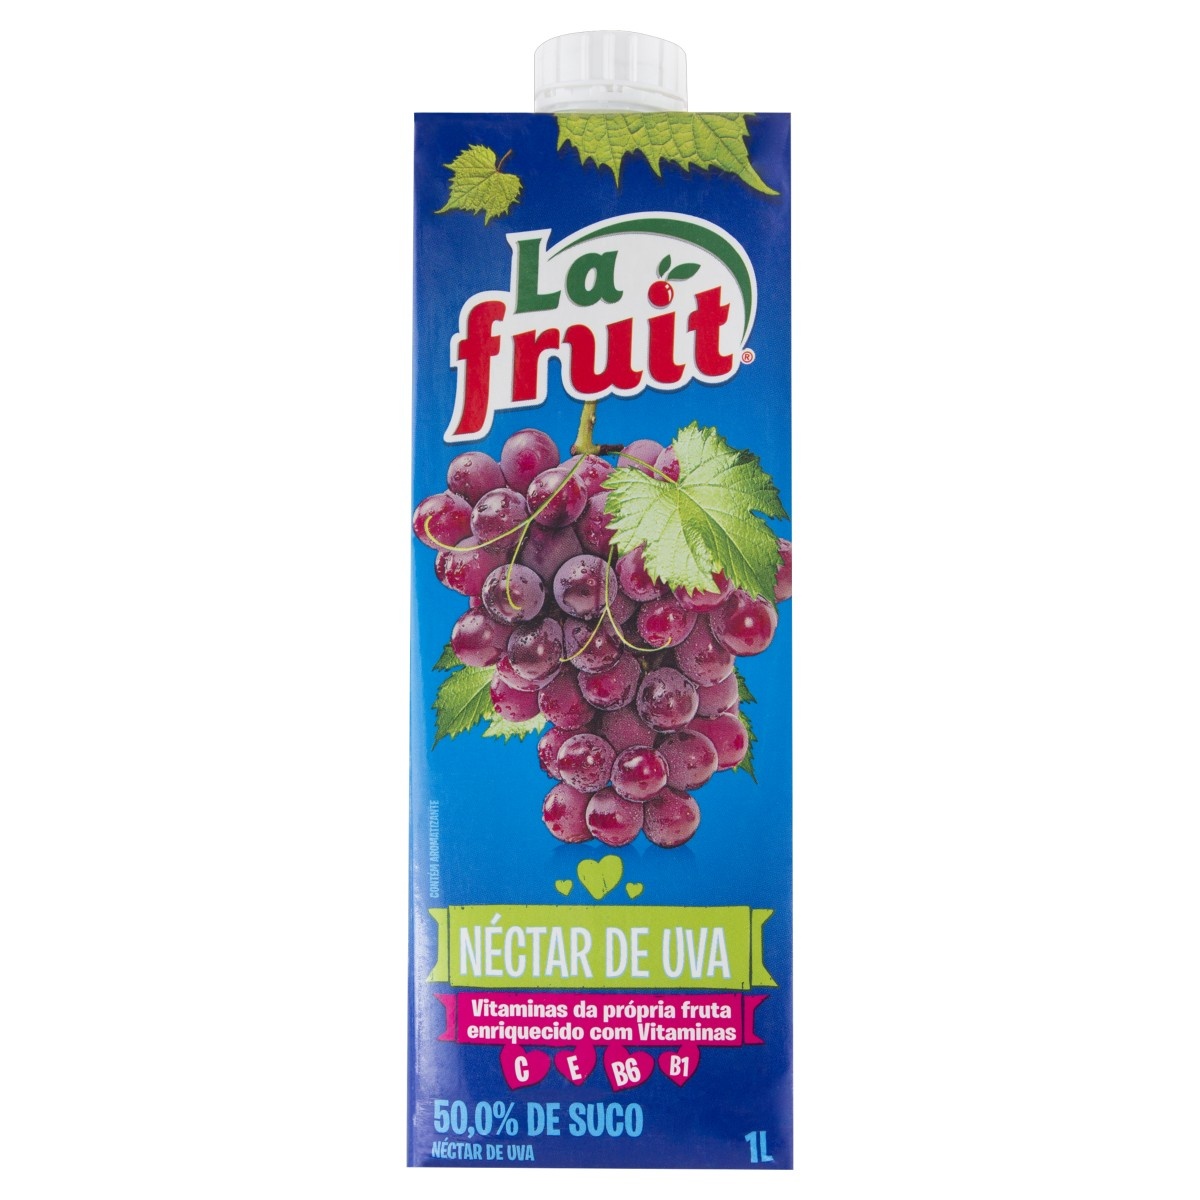 La
fruit®
CONTÉM AROMATIZANTE
NÉCTAR DE UVA
Vitaminas da própria fruta
enriquecido com Vitaminas
C E B6 B1
50,0% DE SUCO
NÉCTAR DE UVA
1L